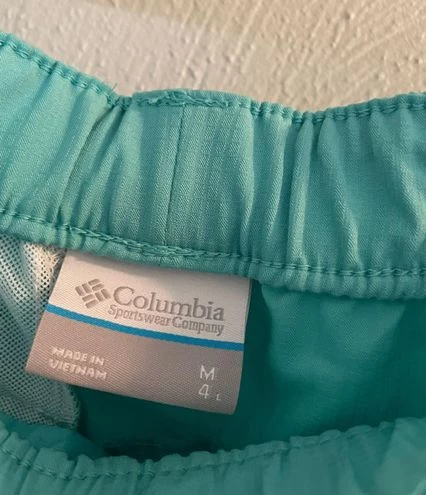 Columbia
Sportswear Company
MADE IN
VIETNAM
M
4 L